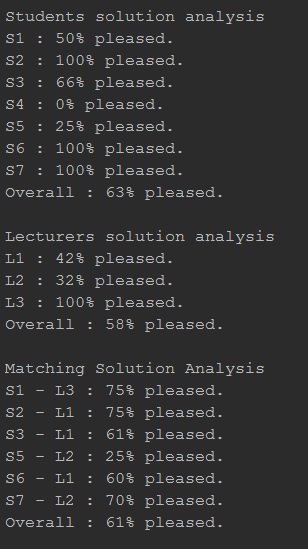 Students solution analysis
S1 : 50% pleased.
S2 : 100% pleased.
S3 : 66% pleased.
S4 : 0% pleased.
S5 : 25% pleased.
S6 : 100% pleased.
S7 : 100% pleased.
Overall : 63% pleased.
Lecturers solution analysis
L1 : 42% pleased.
L2 : 32% pleased.
L3 : 100% pleased.
Overall : 58% pleased.
Matching Solution Analysis
S1 - L3 : 75% pleased.
S2 - L1 : 75% pleased.
S3 - L1 : 61% pleased.
S5 - L2 : 25% pleased.
S6 - L1 : 60% pleased.
S7 - L2 : 70% pleased.
Overall : 61% pleased.